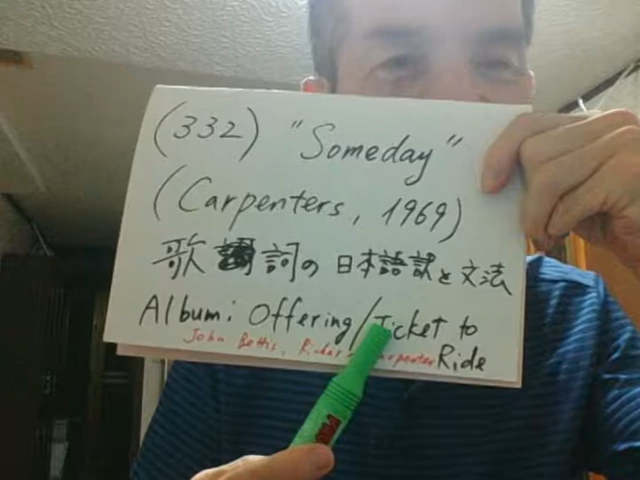 (332) "Someday"
(Carpenters, 1969)
歌詞の日本語訳と文法
Album: Offering/Ticket to
Ride
John Bettis, Richard Carpenter